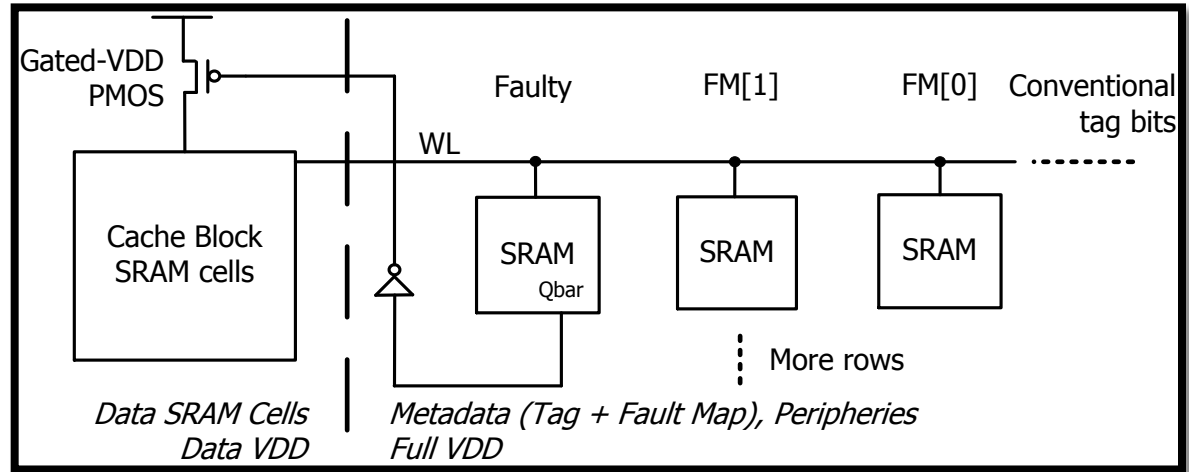 Gated-VDD
PMOS
Faulty
FM[1]
FM[0]
Conventional
tag bits
WL
Cache Block
SRAM cells
SRAM
Qbar
SRAM
SRAM
More rows
Data SRAM Cells
Data VDD
Metadata (Tag + Fault Map), Peripheries
Full VDD